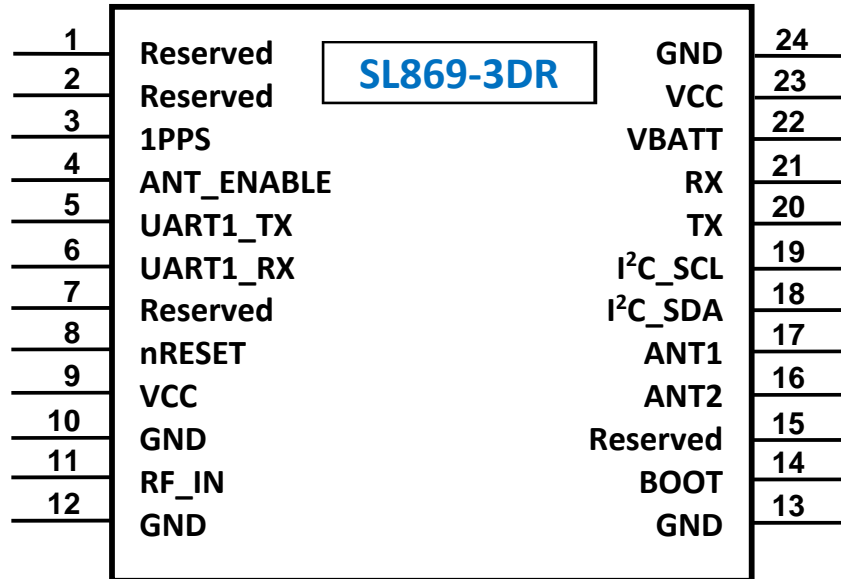 SL869-3DR
1 Reserved GND 24
2 Reserved VCC 23
3 1PPS VBATT 22
4 ANT_ENABLE RX 21
5 UART1_TX TX 20
6 UART1_RX I²C_SCL 19
7 Reserved I²C_SDA 18
8 nRESET ANT1 17
9 VCC ANT2 16
10 GND Reserved 15
11 RF_IN BOOT 14
12 GND GND 13